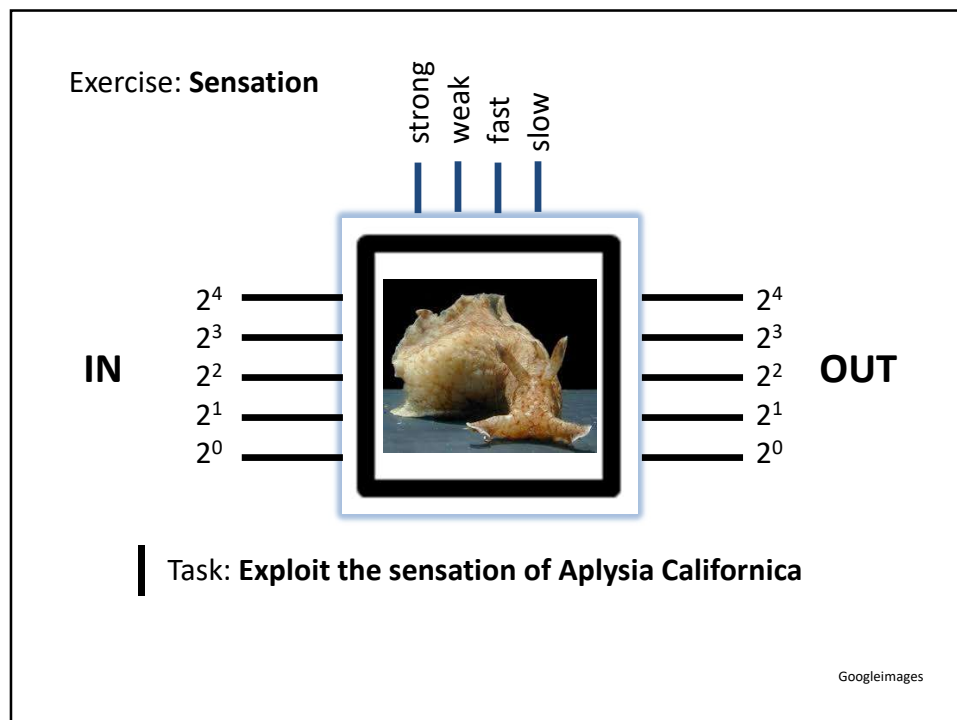 Exercise: Sensation
strong
weak
fast
slow
2⁴
2³
2²
2¹
2⁰
IN
2⁴
2³
2²
2¹
2⁰
OUT
Task: Exploit the sensation of Aplysia Californica
Googleimages